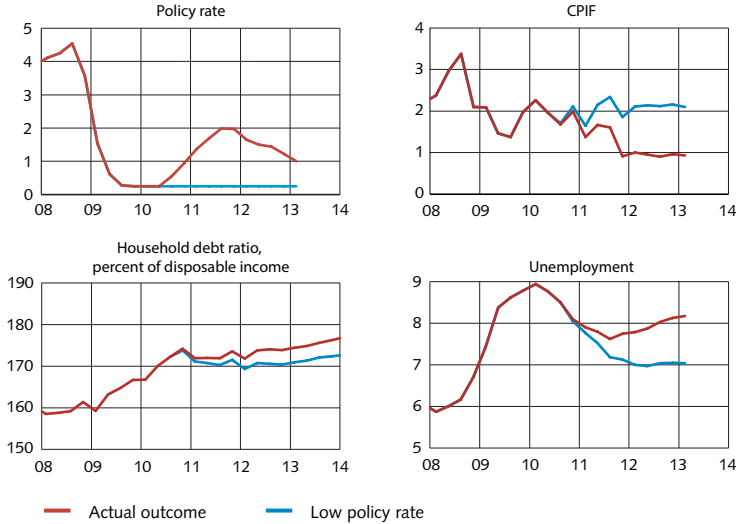 Policy rate
5
4
3
2
1
0
08 09 10 11 12 13 14
CPIF
4
3
2
1
0
08 09 10 11 12 13 14
Household debt ratio,
percent of disposable income
190
180
170
160
150
08 09 10 11 12 13 14
Unemployment
9
8
7
6
5
08 09 10 11 12 13 14
Actual outcome Low policy rate